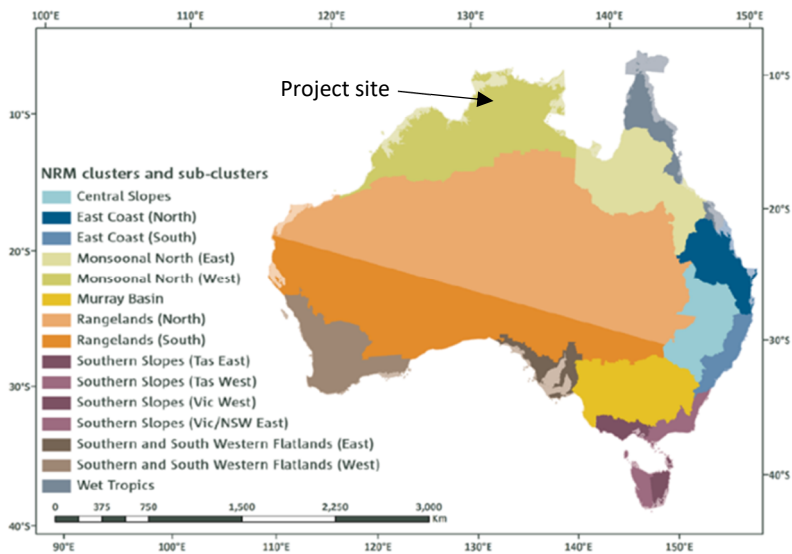 100°E 110°E 120°E 130°E 140°E 150°E
Project site
10°S
10°S
NRM clusters and sub-clusters
Central Slopes
East Coast (North)
20°S
East Coast (South)
Monsoonal North (East)
20°S
Monsoonal North (West)
Murray Basin
Rangelands (North)
30°S
Rangelands (South)
Southern Slopes (Tas East)
Southern Slopes (Tas West)
30°S
Southern Slopes (Vic West)
Southern Slopes (Vic/NSW East)
Southern and South Western Flatlands (East)
Southern and South Western Flatlands (West)
40°S
Wet Tropics
0 375 750 1,500 2,250 3,000
Km
40°S
90°E 100°E 110°E 120°E 130°E 140°E 150°E